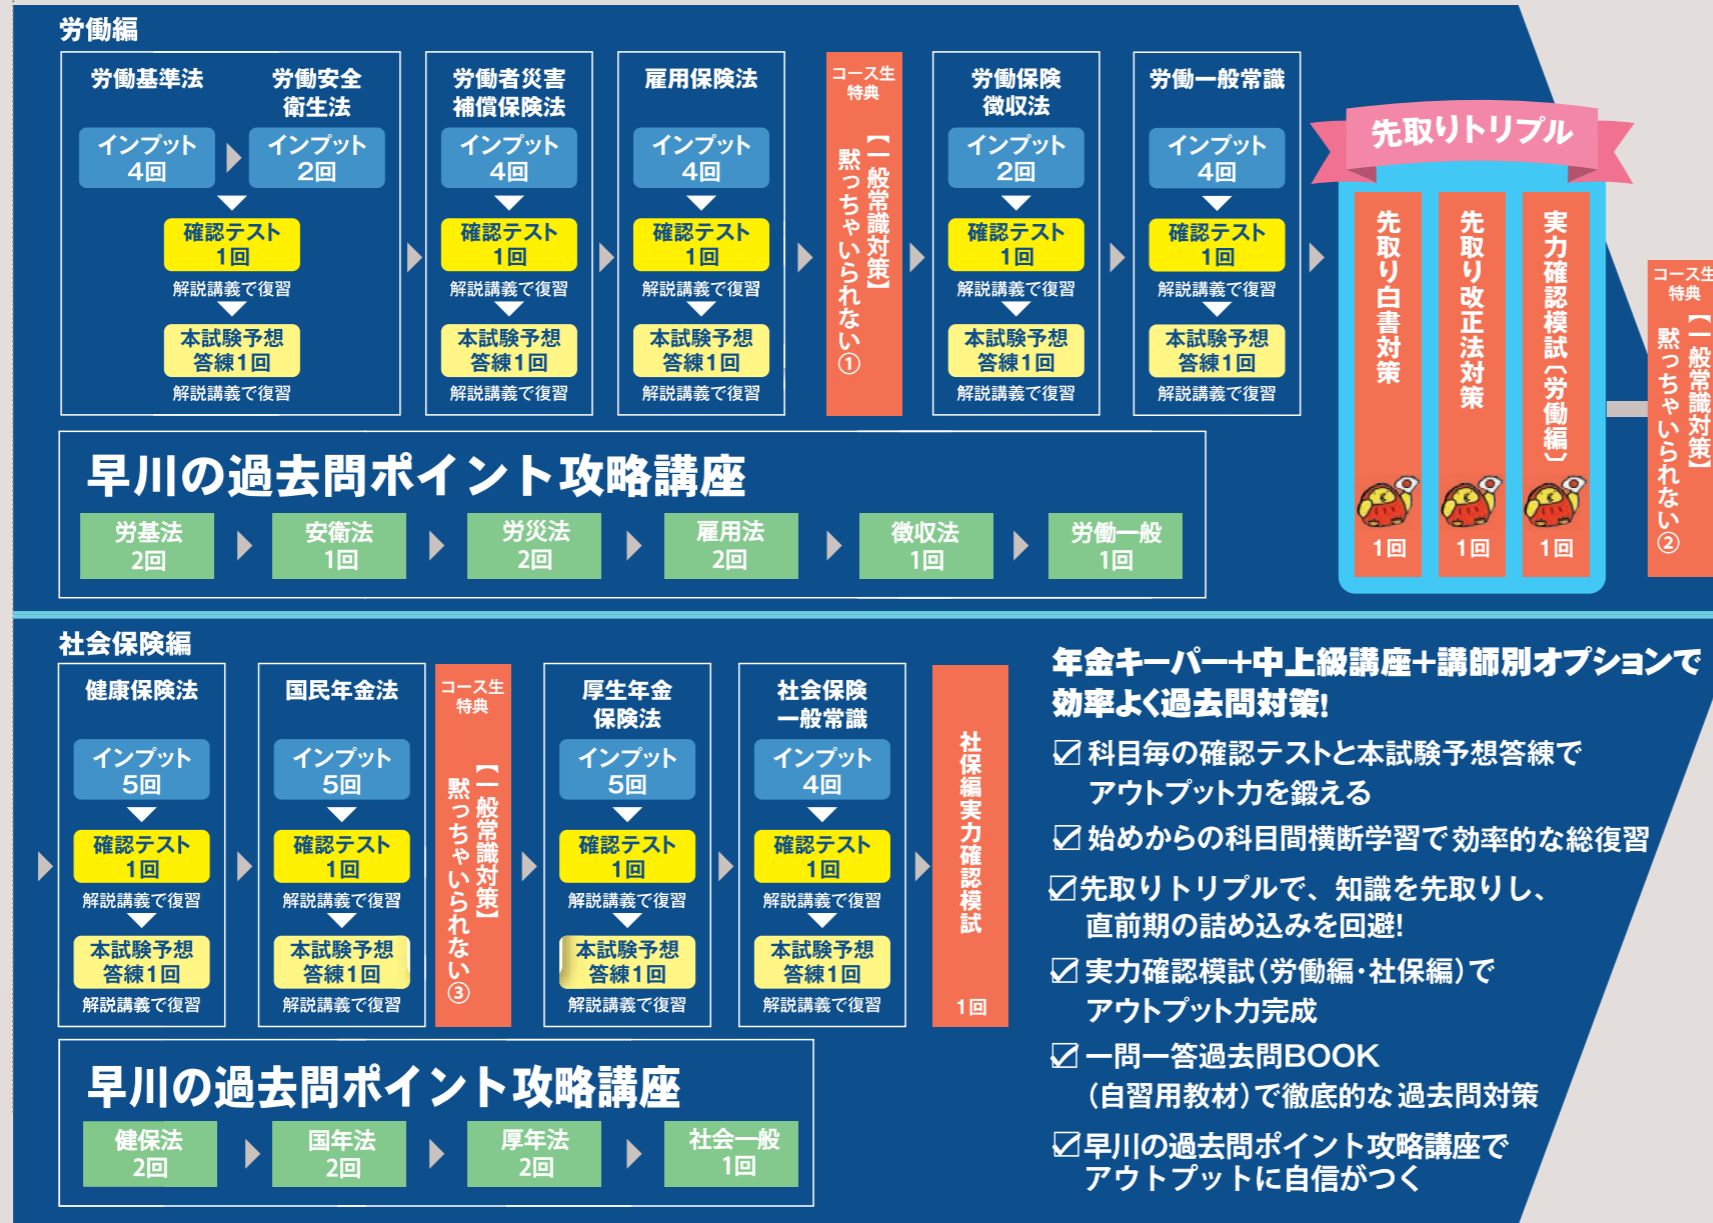 労働編
労働基準法
インプット
4回
労働安全
衛生法
インプット
2回
確認テスト
1回
解説講義で復習
本試験予想
答練1回
解説講義で復習
労働者災害
補償保険法
インプット
4回
確認テスト
1回
解説講義で復習
本試験予想
答練1回
解説講義で復習
雇用保険法
インプット
4回
確認テスト
1回
解説講義で復習
本試験予想
答練1回
解説講義で復習
コース生
特典
【一般常識対策】
黙っちゃいられない①
労働保険
徴収法
インプット
2回
確認テスト
1回
解説講義で復習
本試験予想
答練1回
解説講義で復習
労働一般常識
インプット
4回
確認テスト
1回
解説講義で復習
本試験予想
答練1回
解説講義で復習
先取りトリプル
先取り白書対策
1回
先取り改正法対策
1回
実力確認模試〔労働編〕
1回
コース生
特典
【一般常識対策】
黙っちゃいられない②
早川の過去問ポイント攻略講座
労基法
2回
安衛法
1回
労災法
2回
雇用法
2回
徴収法
1回
労働一般
1回
社会保険編
健康保険法
インプット
5回
確認テスト
1回
解説講義で復習
本試験予想
答練1回
解説講義で復習
国民年金法
インプット
5回
確認テスト
1回
解説講義で復習
本試験予想
答練1回
解説講義で復習
コース生
特典
【一般常識対策】
黙っちゃいられない③
厚生年金
保険法
インプット
5回
確認テスト
1回
解説講義で復習
本試験予想
答練1回
解説講義で復習
社会保険
一般常識
インプット
4回
確認テスト
1回
解説講義で復習
本試験予想
答練1回
解説講義で復習
社保編実力確認模試
1回
早川の過去問ポイント攻略講座
健保法
2回
国年法
2回
厚年法
2回
社会一般
1回
年金キーパー+中上級講座+講師別オプションで
効率よく過去問対策!
☑科目毎の確認テストと本試験予想答練で
アウトプット力を鍛える
☑始めからの科目間横断学習で効率的な総復習
☑先取りトリプルで、知識を先取りし、
直前期の詰め込みを回避!
☑実力確認模試(労働編・社保編)で
アウトプット力完成
☑一問一答過去問BOOK
(自習用教材)で徹底的な過去問対策
☑早川の過去問ポイント攻略講座で
アウトプットに自信がつく